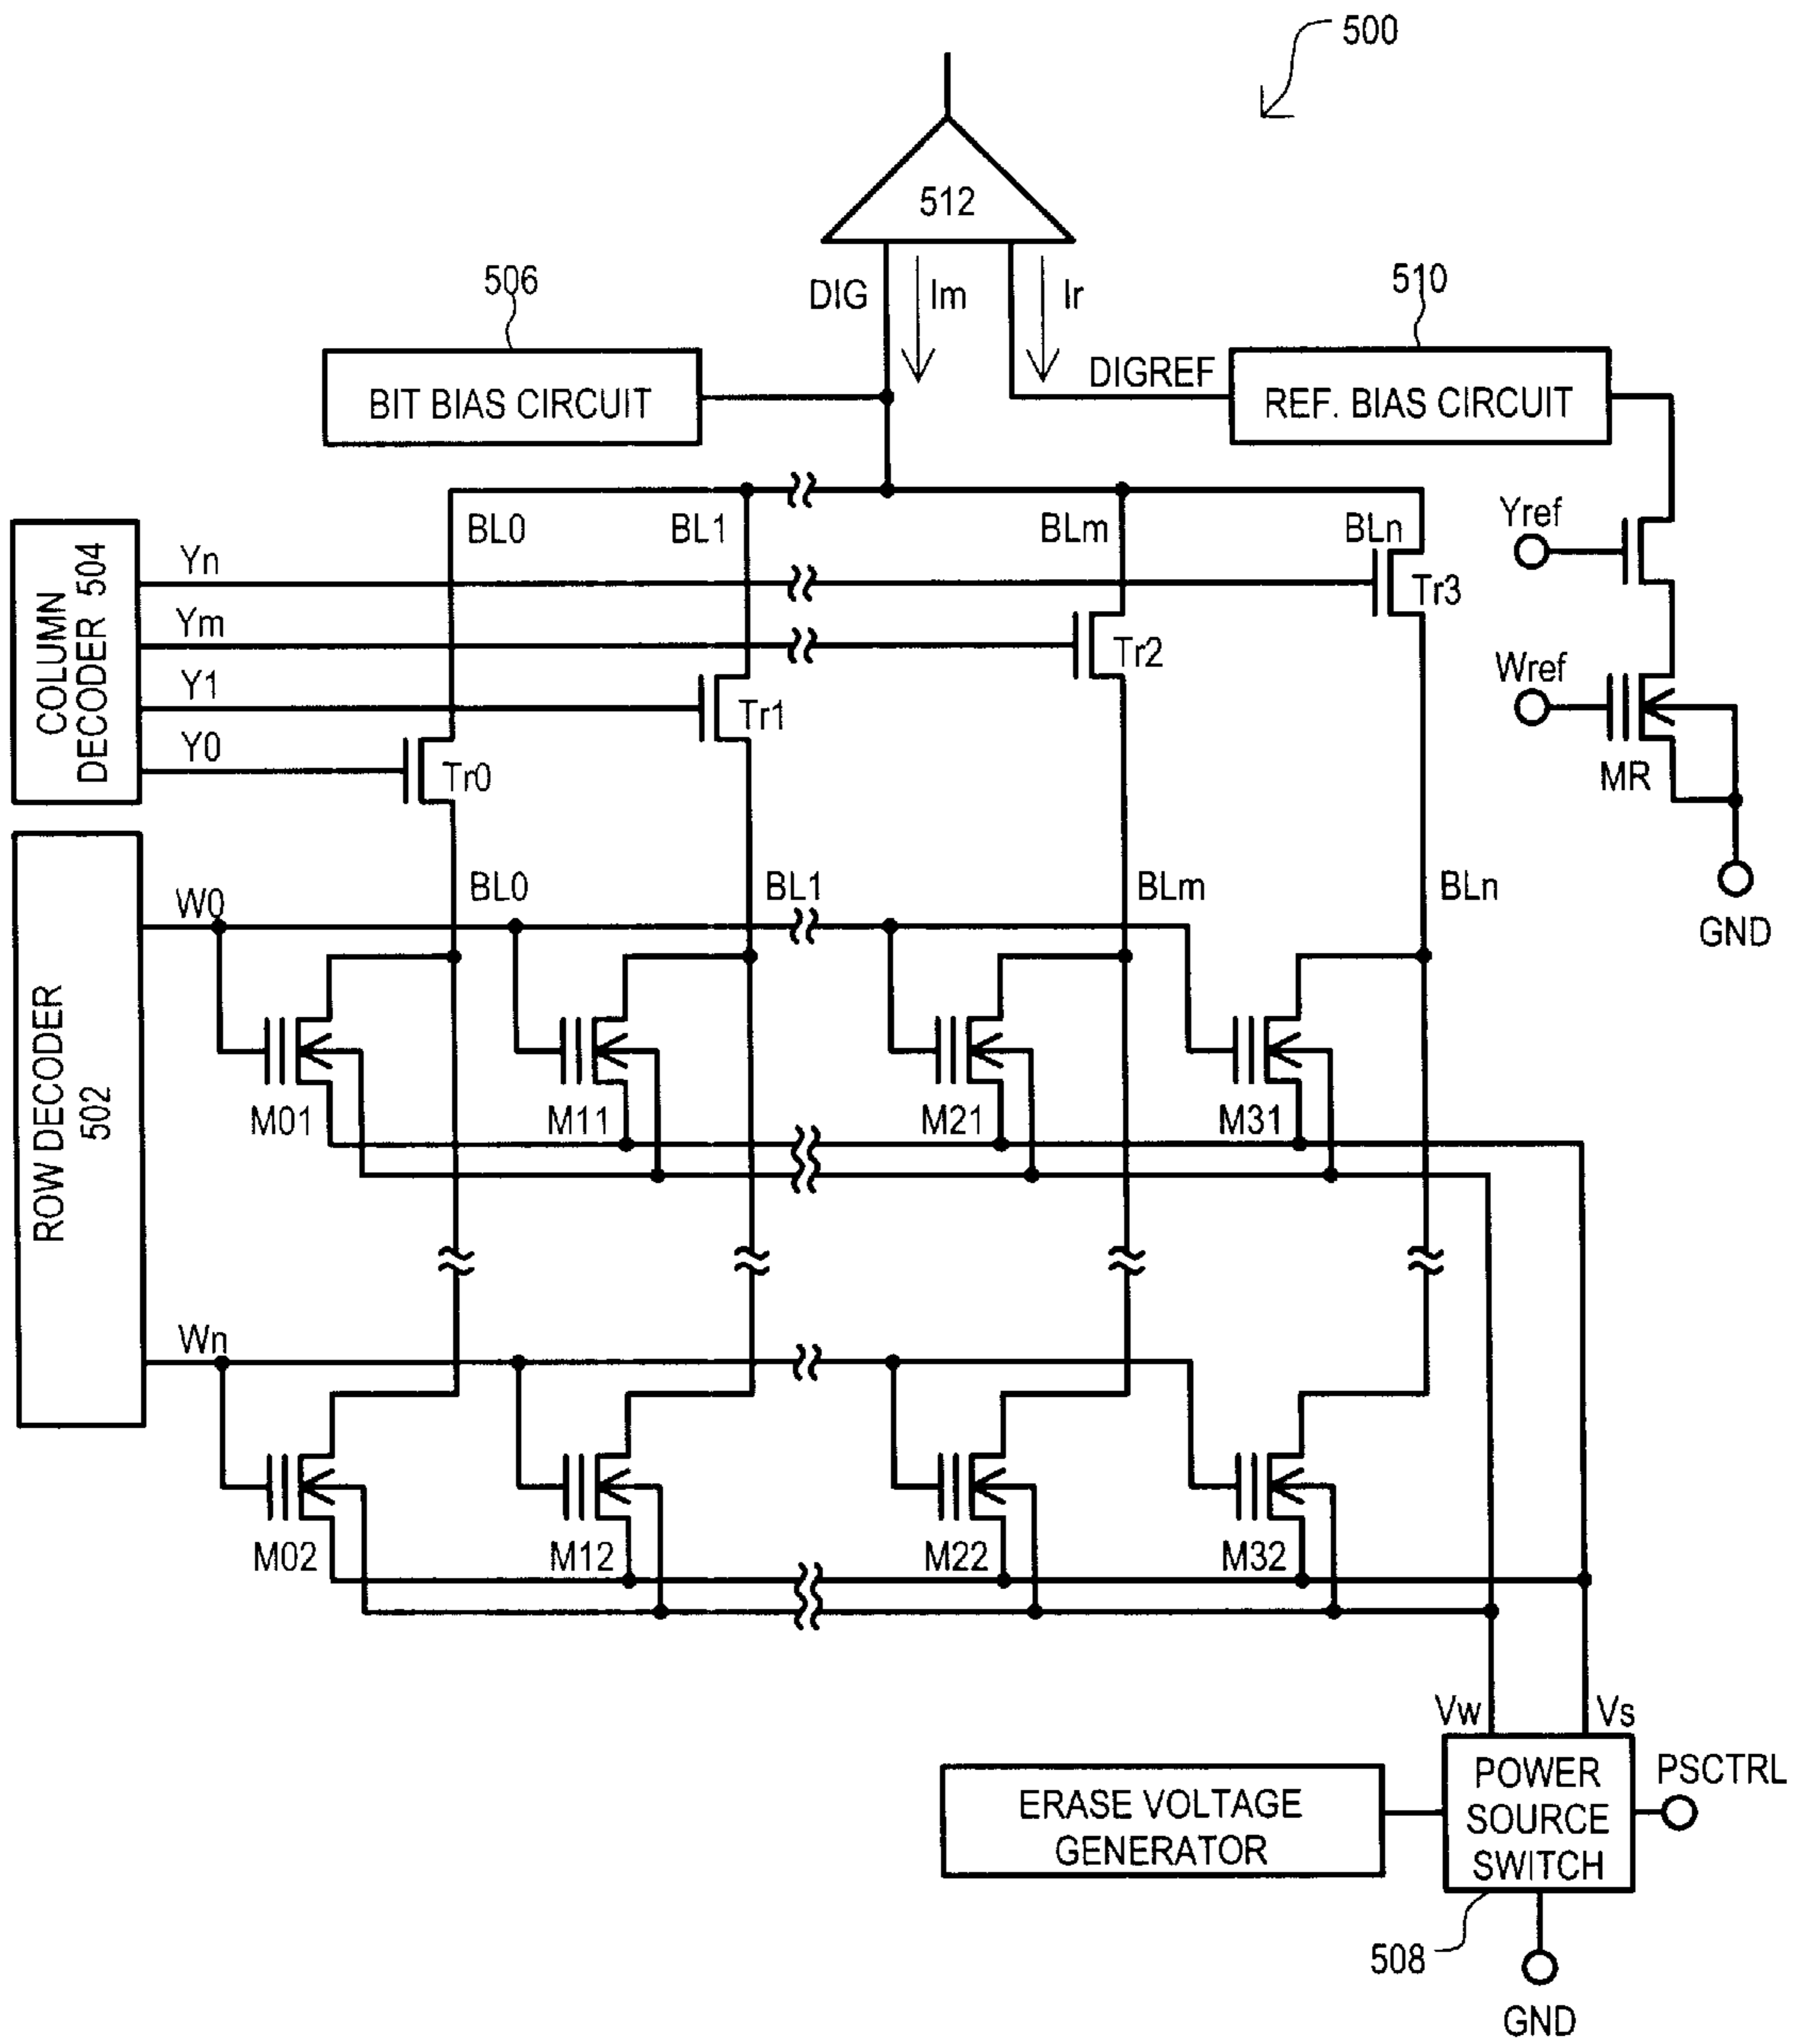 500
512
506
DIG
Im
Ir
510
DIGREF
BIT BIAS CIRCUIT
REF. BIAS CIRCUIT
BL0
BL1
BLm
BLn
Yref
COLUMN
DECODER 504
Yn
Tr3
Ym
Tr2
Wref
Y1
Tr1
Y0
Tr0
MR
W0
BL0
BL1
BLm
BLn
GND
ROW DECODER
502
M01
M11
M21
M31
Wn
M02
M12
M22
M32
Vw
Vs
ERASE VOLTAGE
GENERATOR
POWER
SOURCE
SWITCH
PSCTRL
508
GND